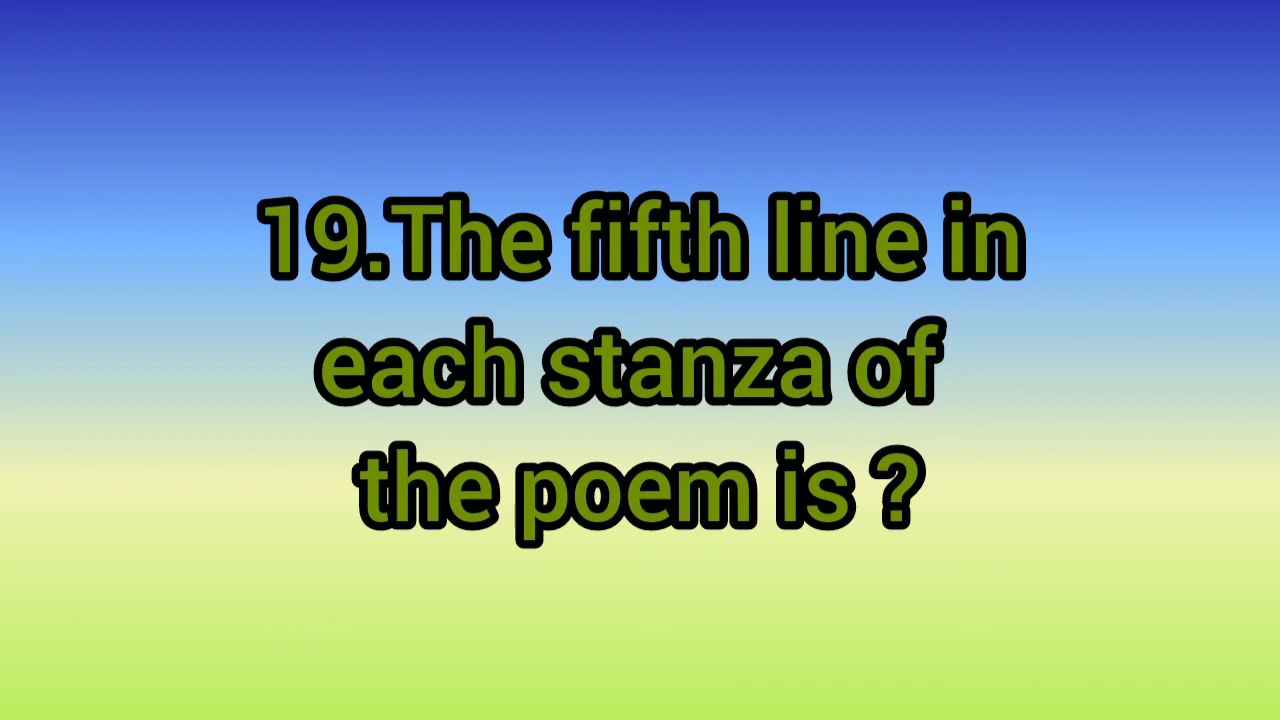 19.The fifth line in
each stanza of
the poem is ?